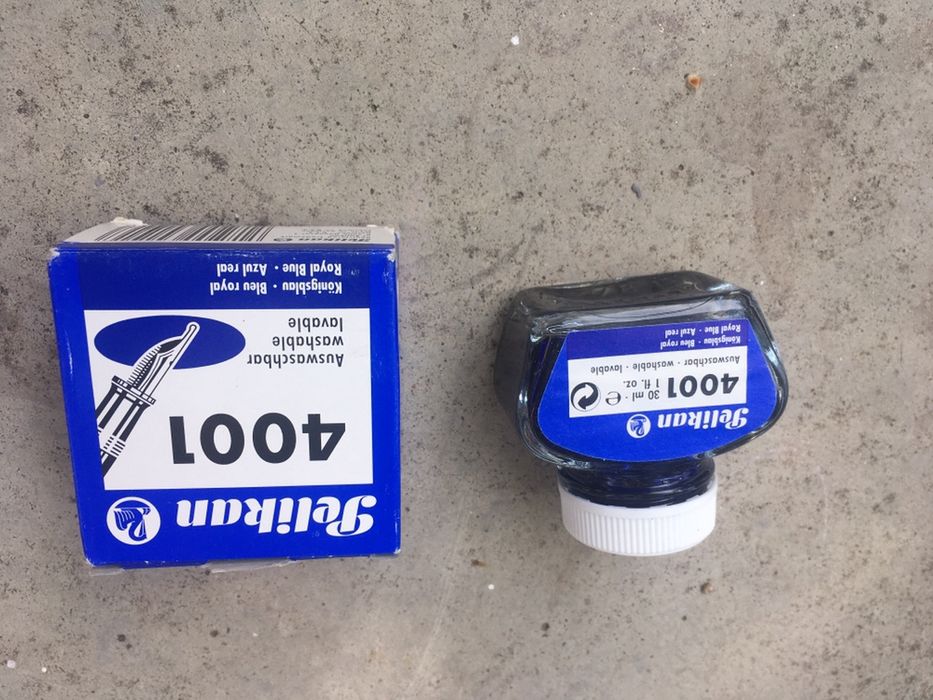 Pelikan
4001
Auswaschbar
washable
lavable
Königsblau · Bleu royal
Royal Blue · Azul real
Pelikan
Pelikan
4001 30 ml · e
1 fl. oz.
Auswaschbar · washable · lavable
Königsblau · Bleu royal
Royal Blue · Azul real